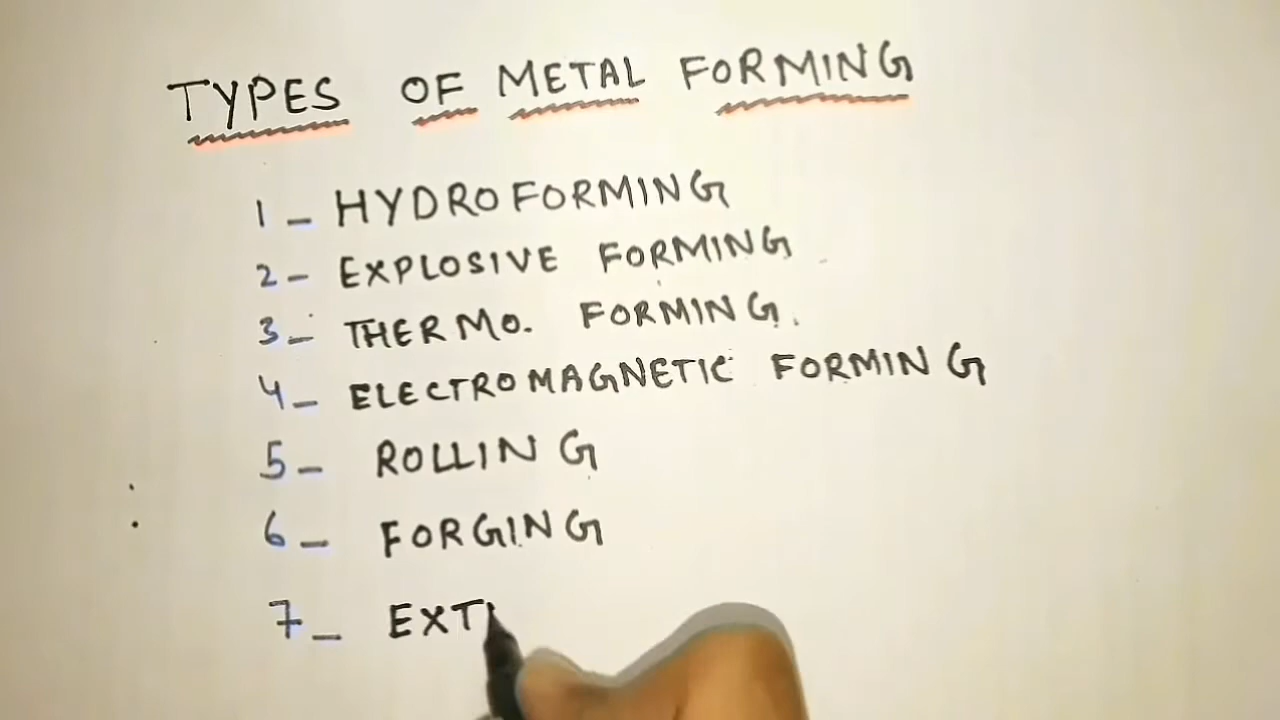 TYPES OF METAL FORMING
1 - HYDROFORMING
2 - EXPLOSIVE FORMING
3 - THERMO. FORMING.
4 - ELECTROMAGNETIC FORMING
5 - ROLLING
6 - FORGING
7 - EXT